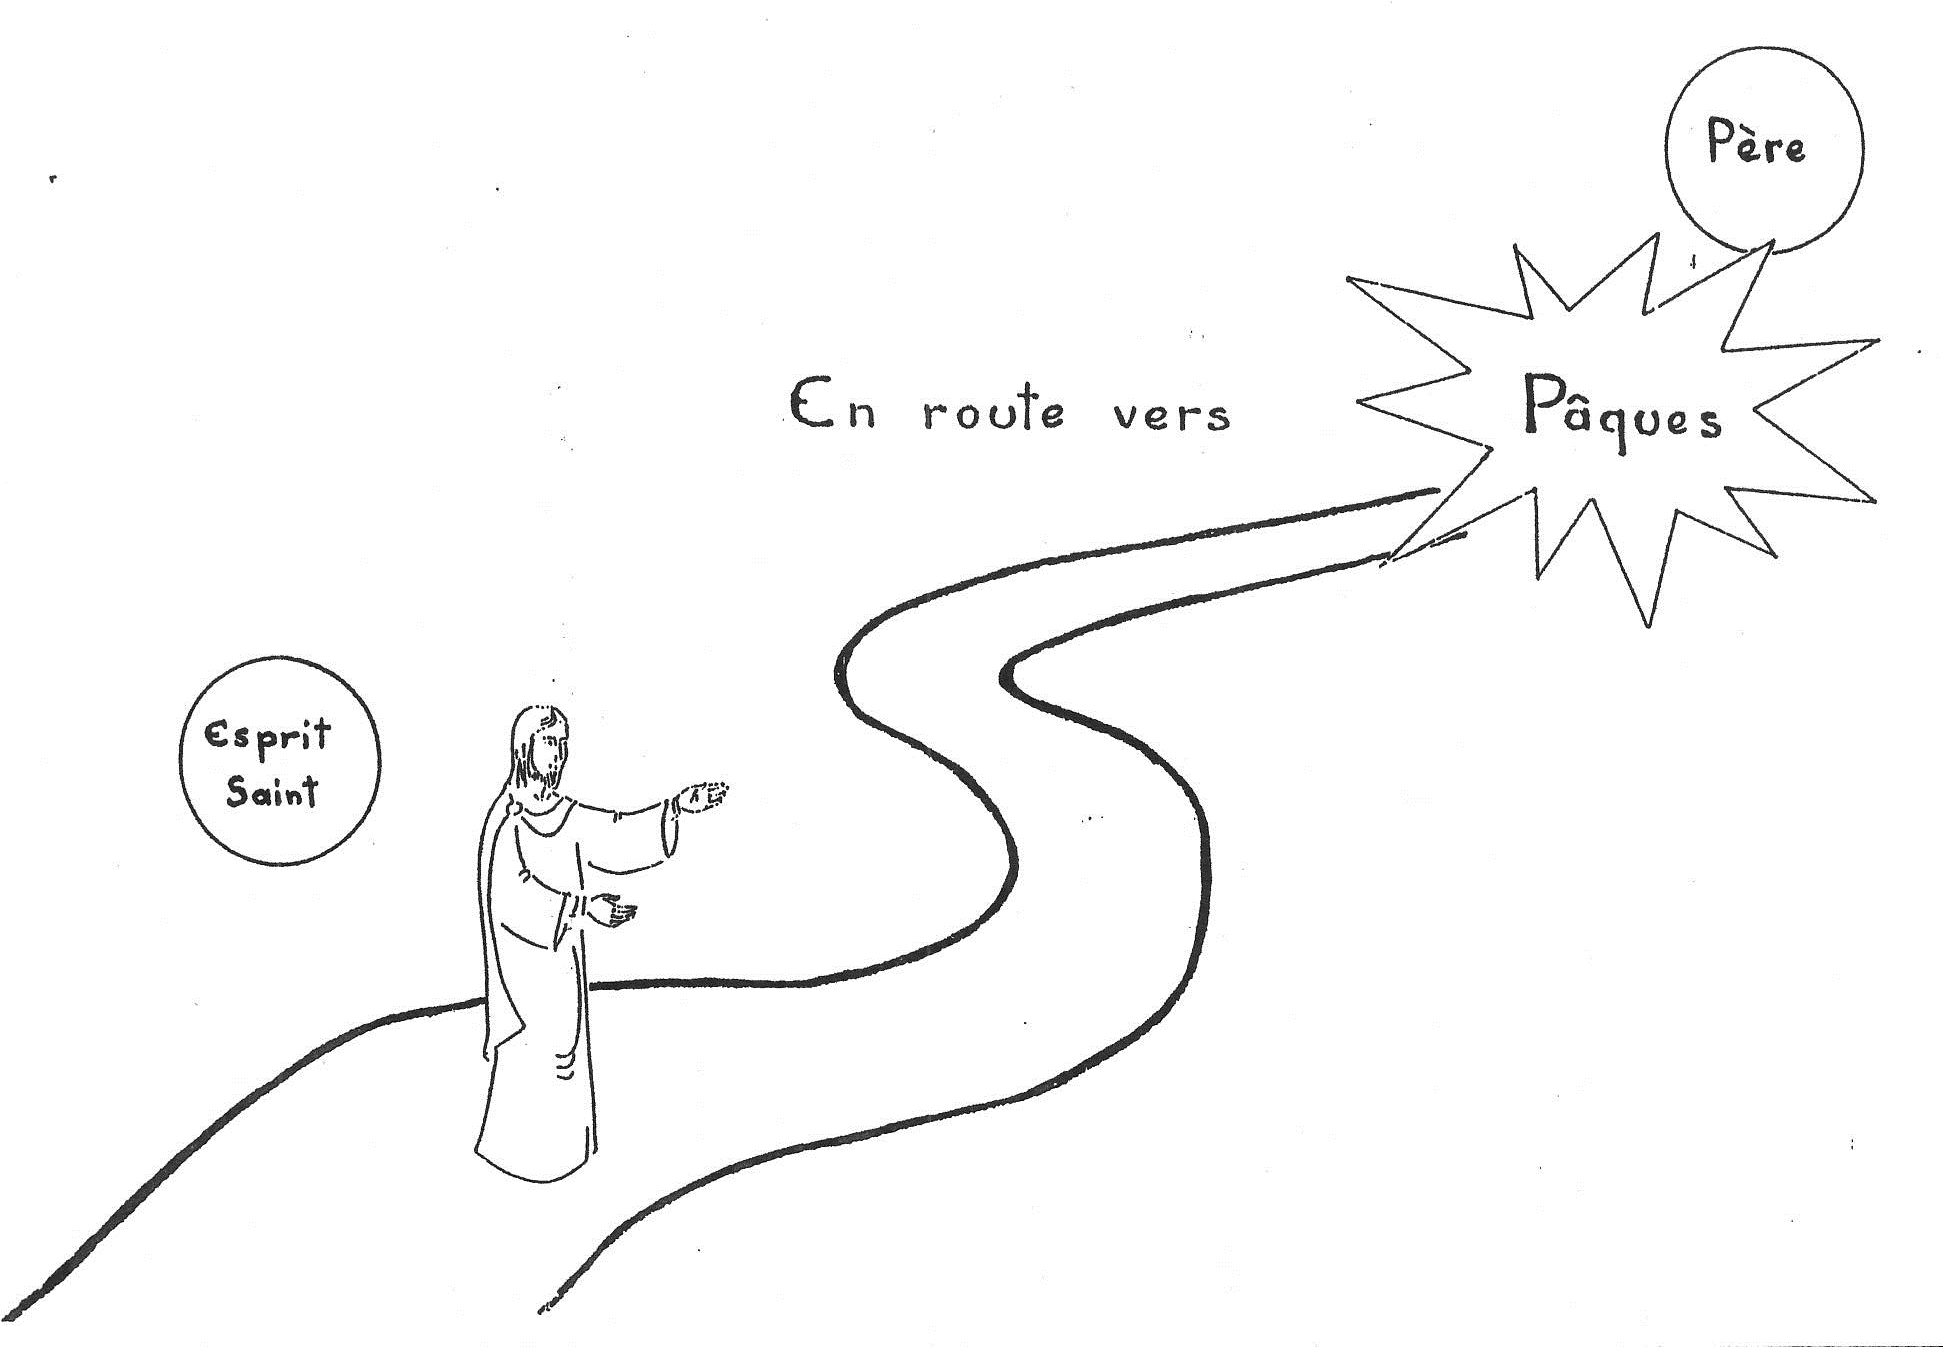 Père
En route vers Pâques
Esprit
Saint